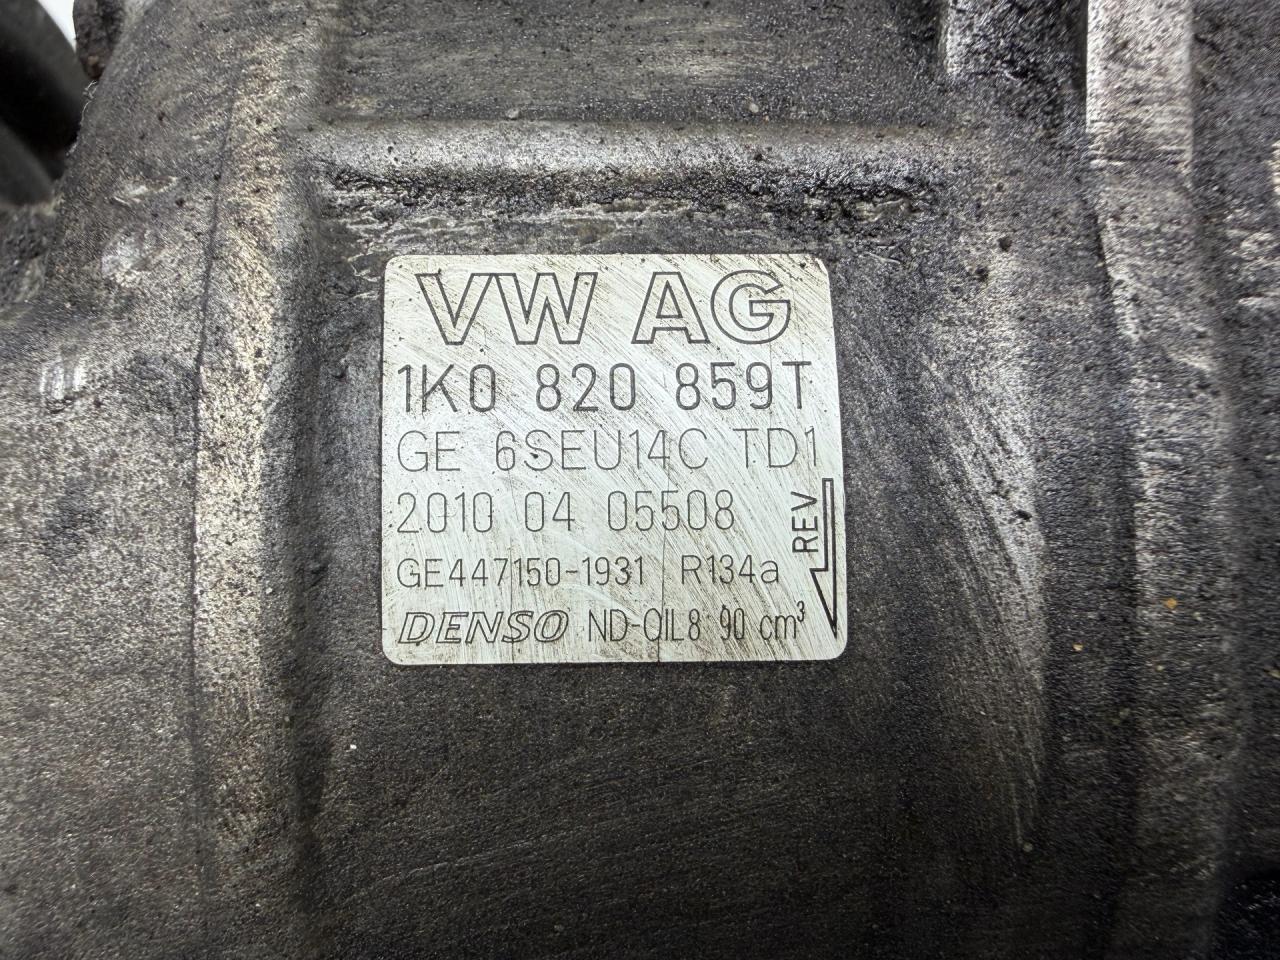 VW AG
1K0 820 859T
GE 6SEU14C TD1
2010 04 05508
GE447150-1931 R134a
DENSO ND-OIL8 90 cm³
REV